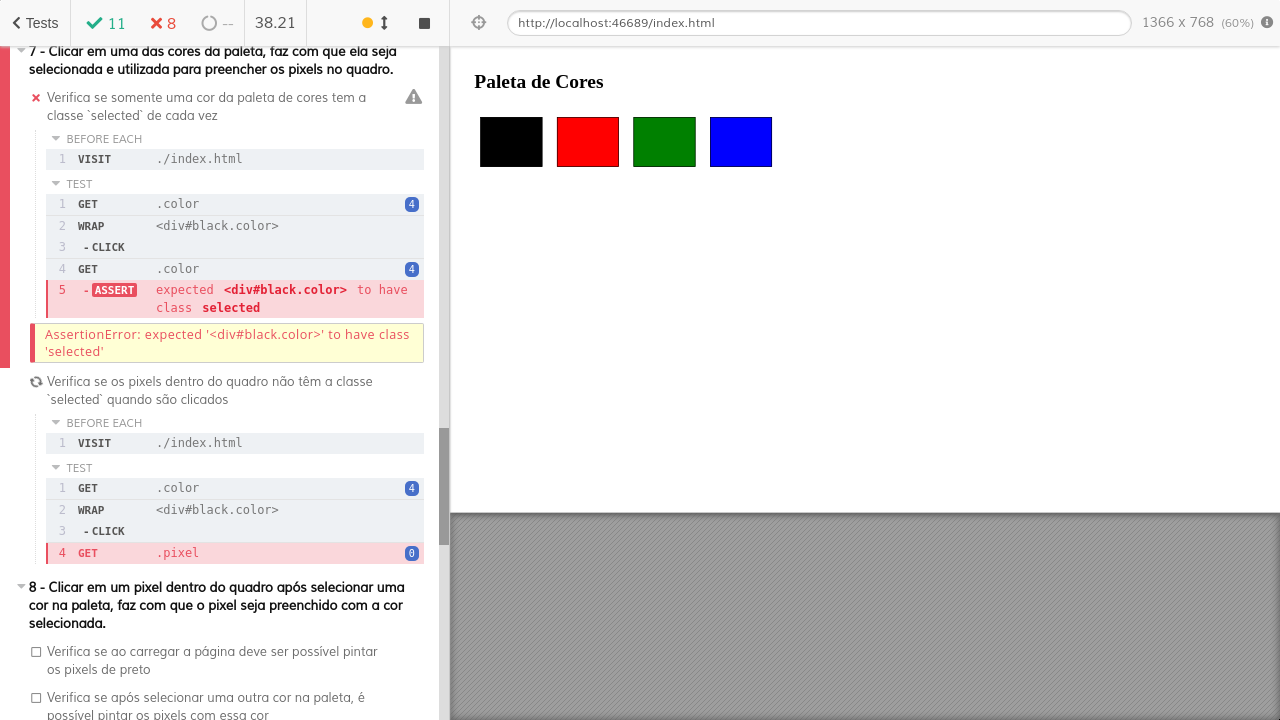 Tests 11 8 -- 38.21
http://localhost:46689/index.html 1366 x 768 (60%)
7 - Clicar em uma das cores da paleta, faz com que ela seja
selecionada e utilizada para preencher os pixels no quadro.
Verifica se somente uma cor da paleta de cores tem a
classe `selected` de cada vez
BEFORE EACH
1 VISIT ./index.html
TEST
1 GET .color 4
2 WRAP <div#black.color>
3 -CLICK
4 GET .color 4
5 -ASSERT expected <div#black.color> to have
class selected
AssertionError: expected '<div#black.color>' to have class
'selected'
Verifica se os pixels dentro do quadro não têm a classe
`selected` quando são clicados
BEFORE EACH
1 VISIT ./index.html
TEST
1 GET .color 4
2 WRAP <div#black.color>
3 -CLICK
4 GET .pixel 0
8 - Clicar em um pixel dentro do quadro após selecionar uma
cor na paleta, faz com que o pixel seja preenchido com a cor
selecionada.
Verifica se ao carregar a página deve ser possível pintar
os pixels de preto
Verifica se após selecionar uma outra cor na paleta, é
possível pintar os pixels com essa cor
Paleta de Cores